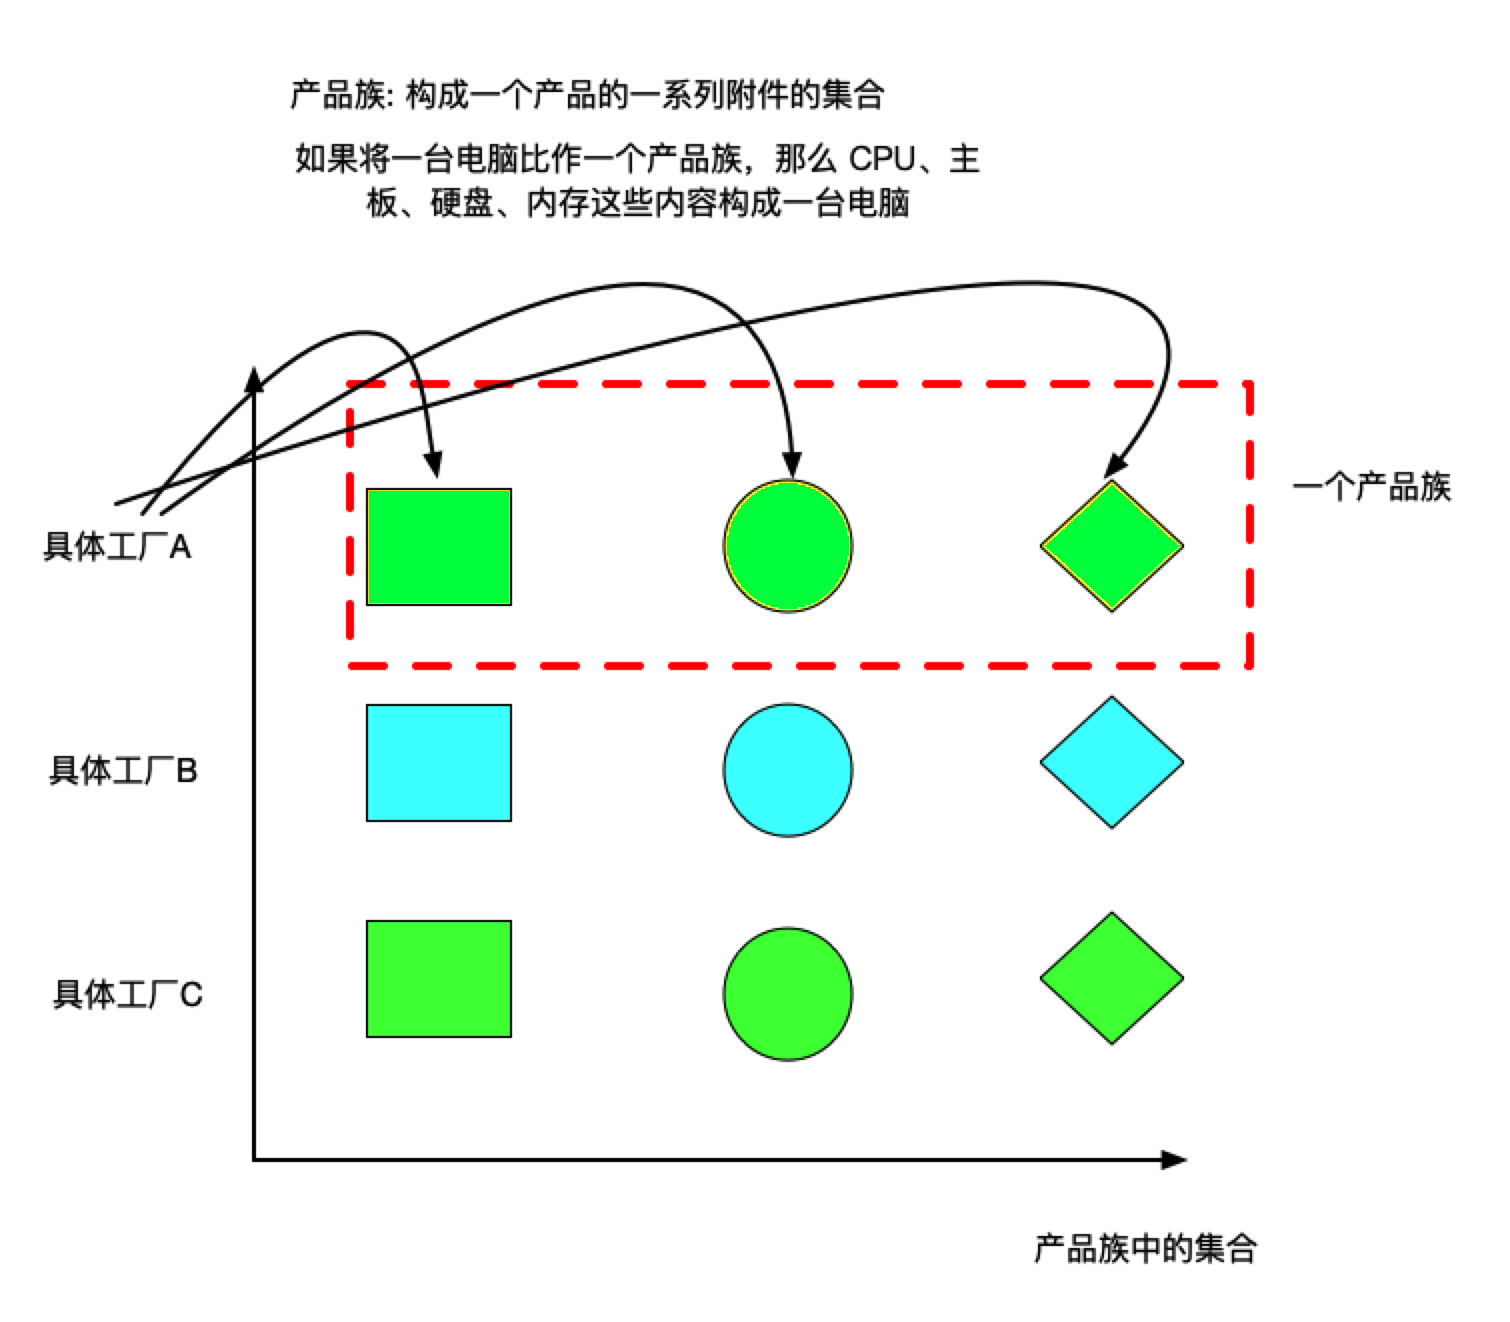 产品族: 构成一个产品的一系列附件的集合
如果将一台电脑比作一个产品族，那么 CPU、主
板、硬盘、内存这些内容构成一台电脑
一个产品族
具体工厂A
具体工厂B
具体工厂C
产品族中的集合